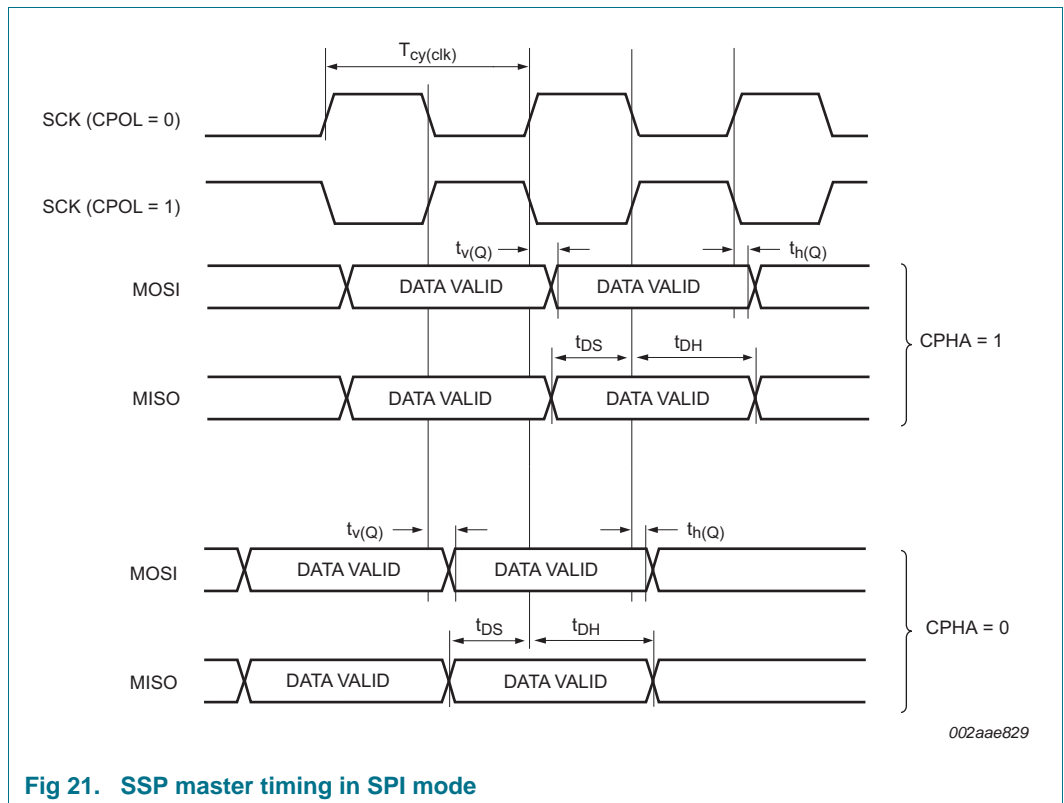 Tcy(clk)
SCK (CPOL = 0)
SCK (CPOL = 1)
tv(Q) th(Q)
MOSI DATA VALID DATA VALID
tDS tDH CPHA = 1
MISO DATA VALID DATA VALID
tv(Q) th(Q)
MOSI DATA VALID DATA VALID
tDS tDH CPHA = 0
MISO DATA VALID DATA VALID
002aae829
Fig 21. SSP master timing in SPI mode